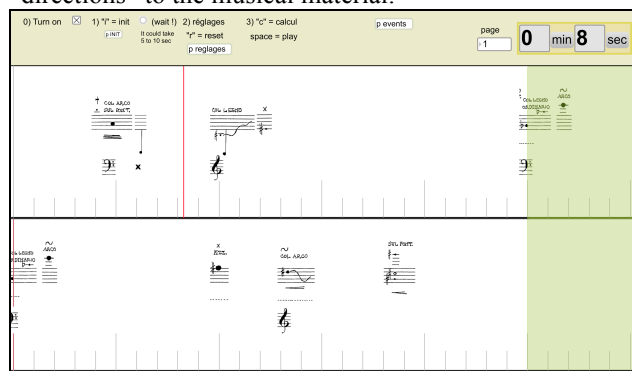 directions" to the musical material.
0) Turn on 1) "i" = init (wait !) 2) réglages 3) "c" = calcul p events page
p INIT It could take 5 to 10 sec "r" = reset space = play 1 0 min 8 sec
p reglages
COL ARCO
SUL PONT.
COL LEGNO X
COL LEGNO ARCO
ORDINARIO
ARCO
X
COL ARCO
SUL PONT.